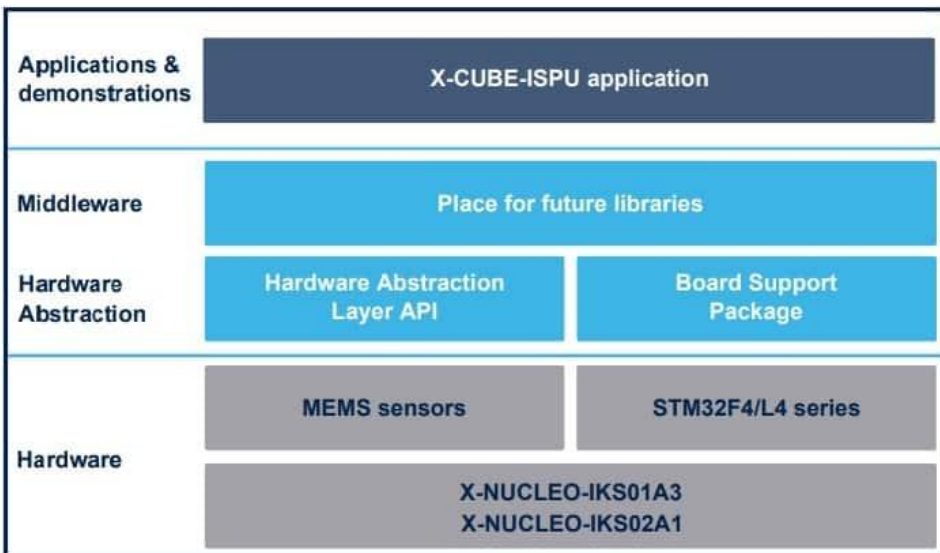 Applications &
demonstrations
X-CUBE-ISPU application
Middleware
Place for future libraries
Hardware
Abstraction
Hardware Abstraction
Layer API
Board Support
Package
Hardware
MEMS sensors
STM32F4/L4 series
X-NUCLEO-IKS01A3
X-NUCLEO-IKS02A1